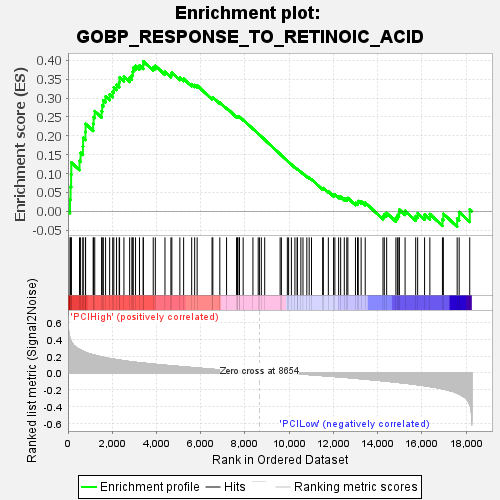 Enrichment plot:
GOBP_RESPONSE_TO_RETINOIC_ACID
Enrichment score (ES)
0.40
0.35
0.30
0.25
0.20
0.15
0.10
0.05
0.00
-0.05
Ranked list metric (Signal2Noise)
0.6
0.4
0.2
0.0
-0.2
-0.4
-0.6
'PCIHigh' (positively correlated)
Zero cross at 8654
'PCILow' (negatively correlated)
0
2,000
4,000
6,000
8,000
10,000
12,000
14,000
16,000
18,000
Rank in Ordered Dataset
Enrichment profile
Hits
Ranking metric scores